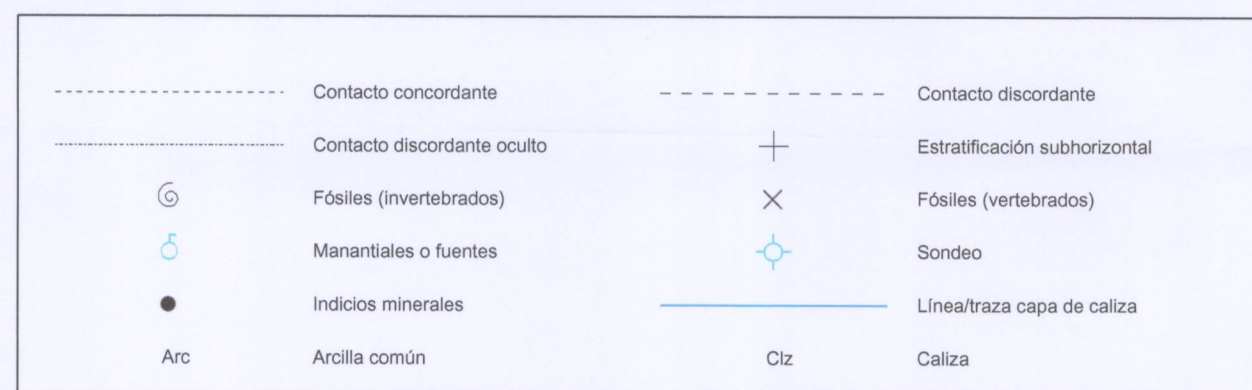 Contacto concordante
Contacto discordante
Contacto discordante oculto
Estratificación subhorizontal
Fósiles (invertebrados)
Fósiles (vertebrados)
Manantiales o fuentes
Sondeo
Indicios minerales
Línea/traza capa de caliza
Arc Arcilla común
Clz Caliza